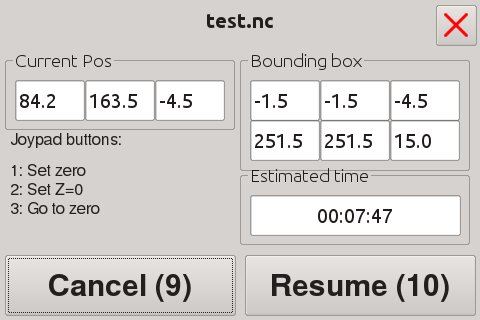 test.nc
Current Pos
84.2 163.5 -4.5
Joypad buttons:
1: Set zero
2: Set Z=0
3: Go to zero
Bounding box
-1.5 -1.5 -4.5
251.5 251.5 15.0
Estimated time
00:07:47
Cancel (9)
Resume (10)